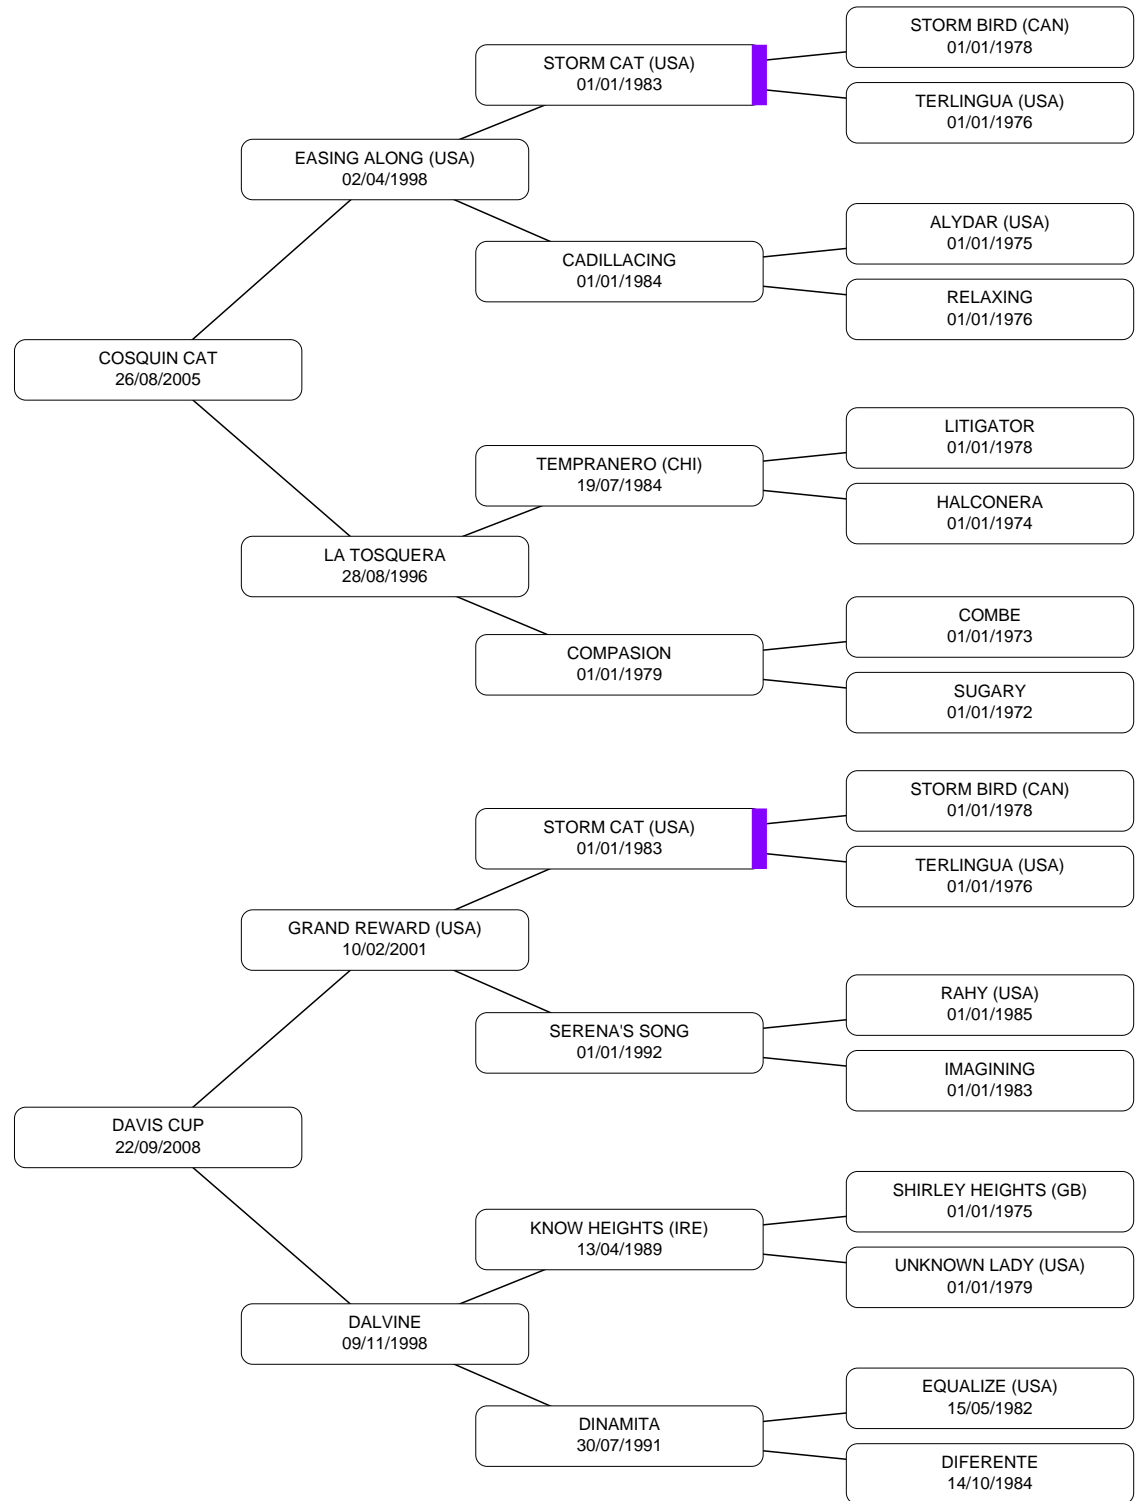 STORM BIRD (CAN)
01/01/1978
STORM CAT (USA)
01/01/1983
TERLINGUA (USA)
01/01/1976
EASING ALONG (USA)
02/04/1998
ALYDAR (USA)
01/01/1975
CADILLACING
01/01/1984
RELAXING
01/01/1976
COSQUIN CAT
26/08/2005
LITIGATOR
01/01/1978
TEMPRANERO (CHI)
19/07/1984
HALCONERA
01/01/1974
LA TOSQUERA
28/08/1996
COMBE
01/01/1973
COMPASION
01/01/1979
SUGARY
01/01/1972
STORM BIRD (CAN)
01/01/1978
STORM CAT (USA)
01/01/1983
TERLINGUA (USA)
01/01/1976
GRAND REWARD (USA)
10/02/2001
RAHY (USA)
01/01/1985
SERENA'S SONG
01/01/1992
IMAGINING
01/01/1983
DAVIS CUP
22/09/2008
SHIRLEY HEIGHTS (GB)
01/01/1975
KNOW HEIGHTS (IRE)
13/04/1989
UNKNOWN LADY (USA)
01/01/1979
DALVINE
09/11/1998
EQUALIZE (USA)
15/05/1982
DINAMITA
30/07/1991
DIFERENTE
14/10/1984